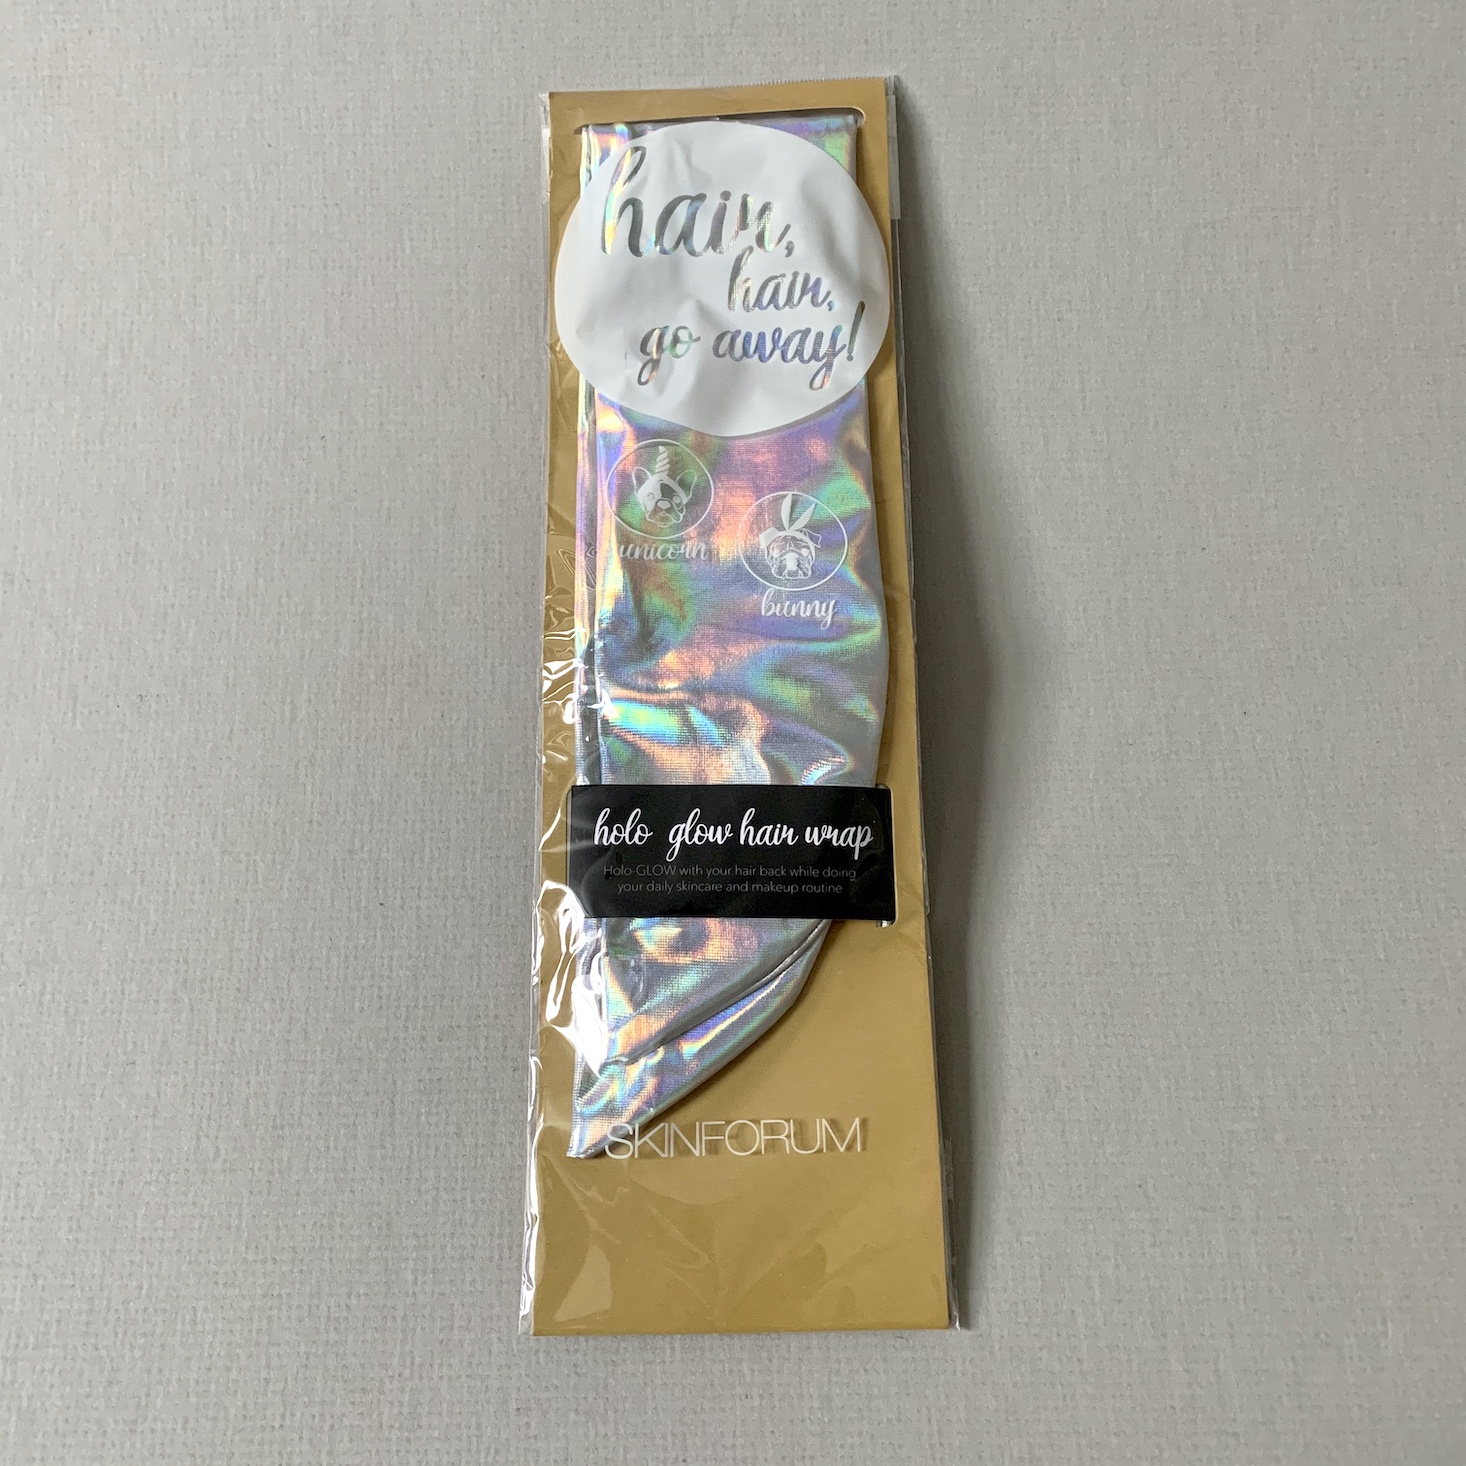 hair,
hair,
go away!
unicorn
bunny
holo glow hair wrap
Holo-GLOW with your hair back while doing
your daily skincare and makeup routine
SKINFORUM